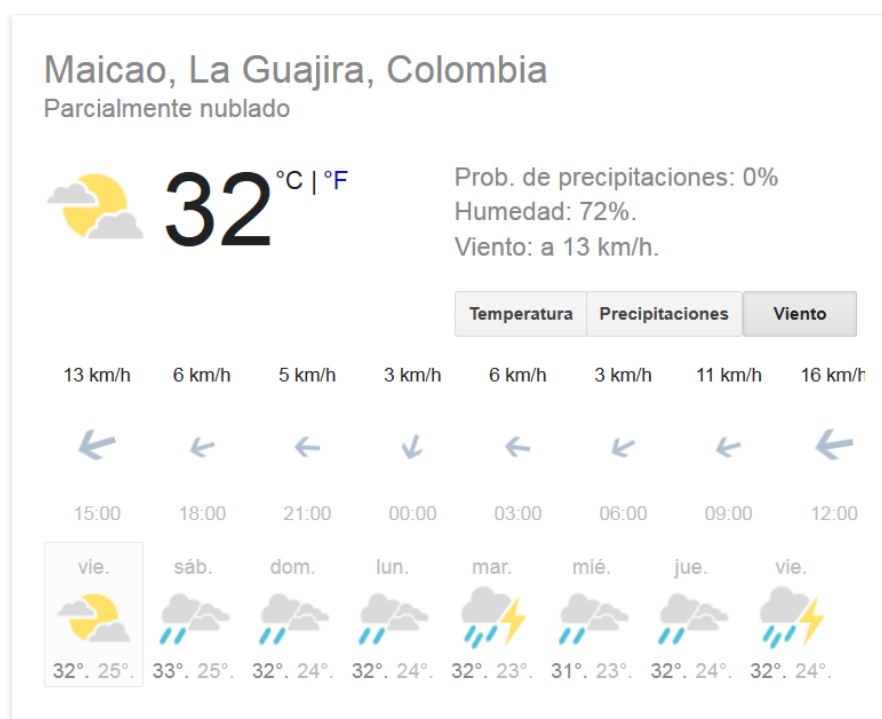 Maicao, La Guajira, Colombia
Parcialmente nublado
32 °C | °F
Prob. de precipitaciones: 0%
Humedad: 72%.
Viento: a 13 km/h.
Temperatura Precipitaciones Viento
13 km/h 6 km/h 5 km/h 3 km/h 6 km/h 3 km/h 11 km/h 16 km/h
15:00 18:00 21:00 00:00 03:00 06:00 09:00 12:00
vie. sáb. dom. lun. mar. mié. jue. vie.
32°. 25°. 33°. 25°. 32°. 24°. 32°. 24°. 32°. 23°. 31°. 23°. 32°. 24°. 32°. 24°.